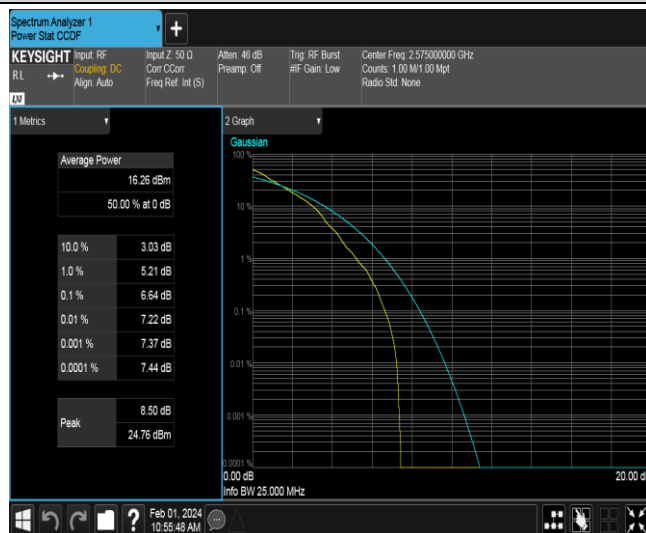 Spectrum Analyzer 1
Power Stat CCDF
KEYSIGHT
RL
LXI
Input: RF
Coupling: DC
Align: Auto
Input Z: 50 Ω
Corr CCorr
Freq Ref: Int (S)
Atten: 46 dB
Preamp: Off
Trig: RF Burst
#IF Gain: Low
Center Freq: 2.575000000 GHz
Counts: 1.00 M/1.00 Mpt
Radio Std: None
1 Metrics
Average Power
16.26 dBm
50.00 % at 0 dB
10.0 % 3.03 dB
1.0 % 5.21 dB
0.1 % 6.64 dB
0.01 % 7.22 dB
0.001 % 7.37 dB
0.0001 % 7.44 dB
Peak 8.50 dB
24.76 dBm
2 Graph
Gaussian
100 %
10 %
1 %
0.1 %
0.01 %
0.001 %
0.0001 %
0.00 dB 20.00 d
Info BW 25.000 MHz
Feb 01, 2024
10:55:48 AM